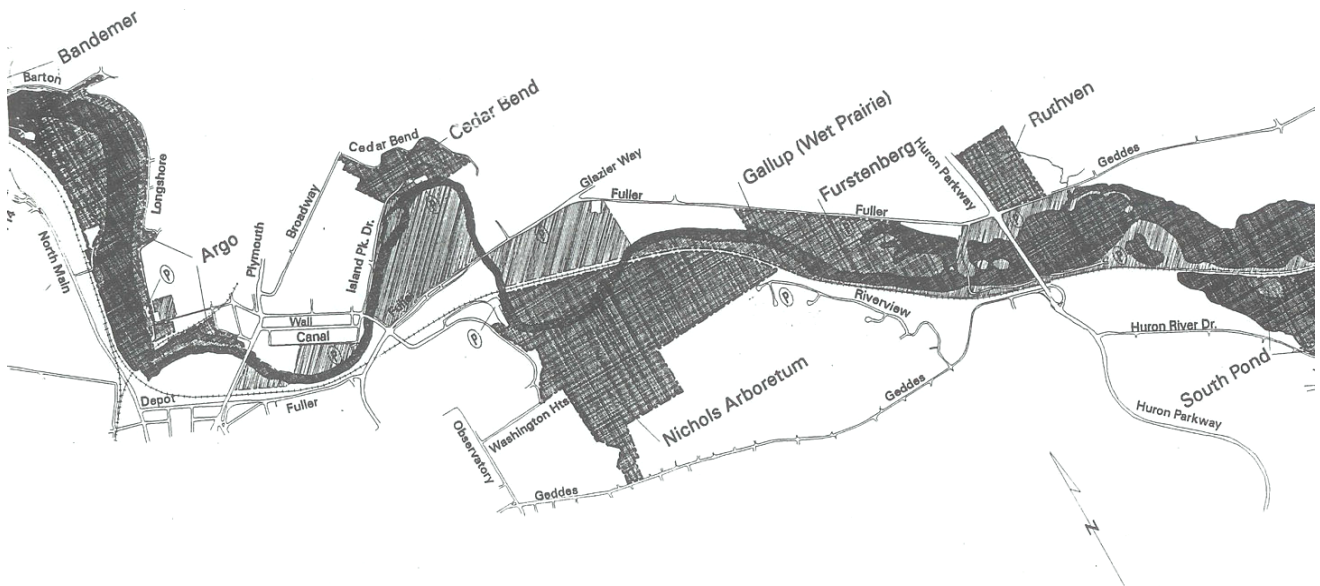 Bandemer
Barton
Longshore
14
North Main
Argo
P
Depot
Plymouth
Broadway
Wall
Canal
P
Fuller
Island Pk. Dr.
Cedar Bend
Cedar Bend
P
Fuller
P
Observatory
Washington Hts.
Geddes
Glazier Way
P
Fuller
Nichols Arboretum
Gallup (Wet Prairie)
Furstenberg
Fuller
P
Riverview
Geddes
Huron Parkway
Ruthven
Geddes
P
P
Huron River Dr.
South Pond
Huron Parkway
N